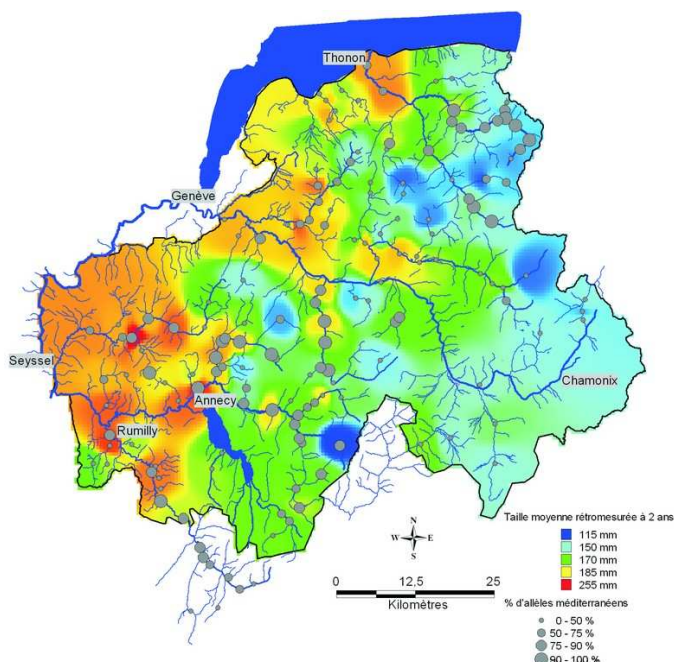 Thonon
Genève
Seyssel
Annecy
Chamonix
Rumilly
N
W E
S
0 12,5 25
Kilomètres
Taille moyenne rétromesurée à 2 ans
115 mm
150 mm
170 mm
185 mm
255 mm
% d'allèles méditerranéens
0 - 50 %
50 - 75 %
75 - 90 %
90 - 100 %